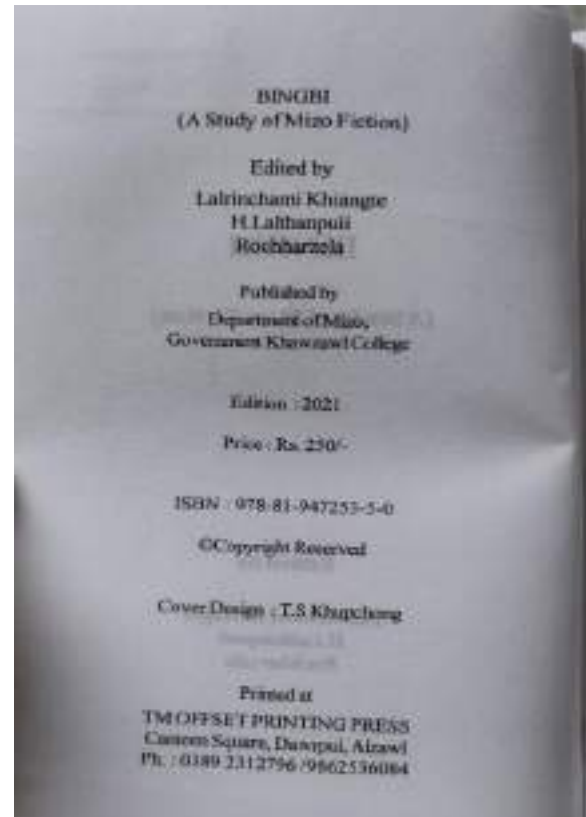 BINGBI
(A Study of Mizo Fiction)
Edited by
Lalrinchami Khiangte
H.Lalthanpuii
Rochharzela
Published by
Department of Mizo,
Government Khawzawl College
Edition : 2021
Price : Rs. 250/-
ISBN : 978-81-947253-5-0
©Copyright Reserved
Cover Design : T.S Khupchong
Printed at
TM OFFSET PRINTING PRESS
Canteen Square, Dawrpui, Aizawl
Ph. : 0389 2312796 /9862536084